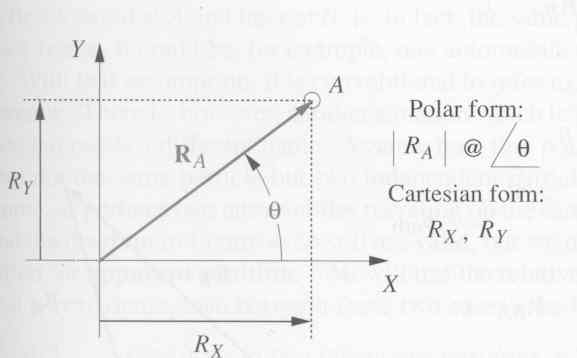 Y
A
Polar form:
|R_A| @ ∠θ
R_A
Cartesian form:
R_Y
θ
R_X, R_Y
X
R_X